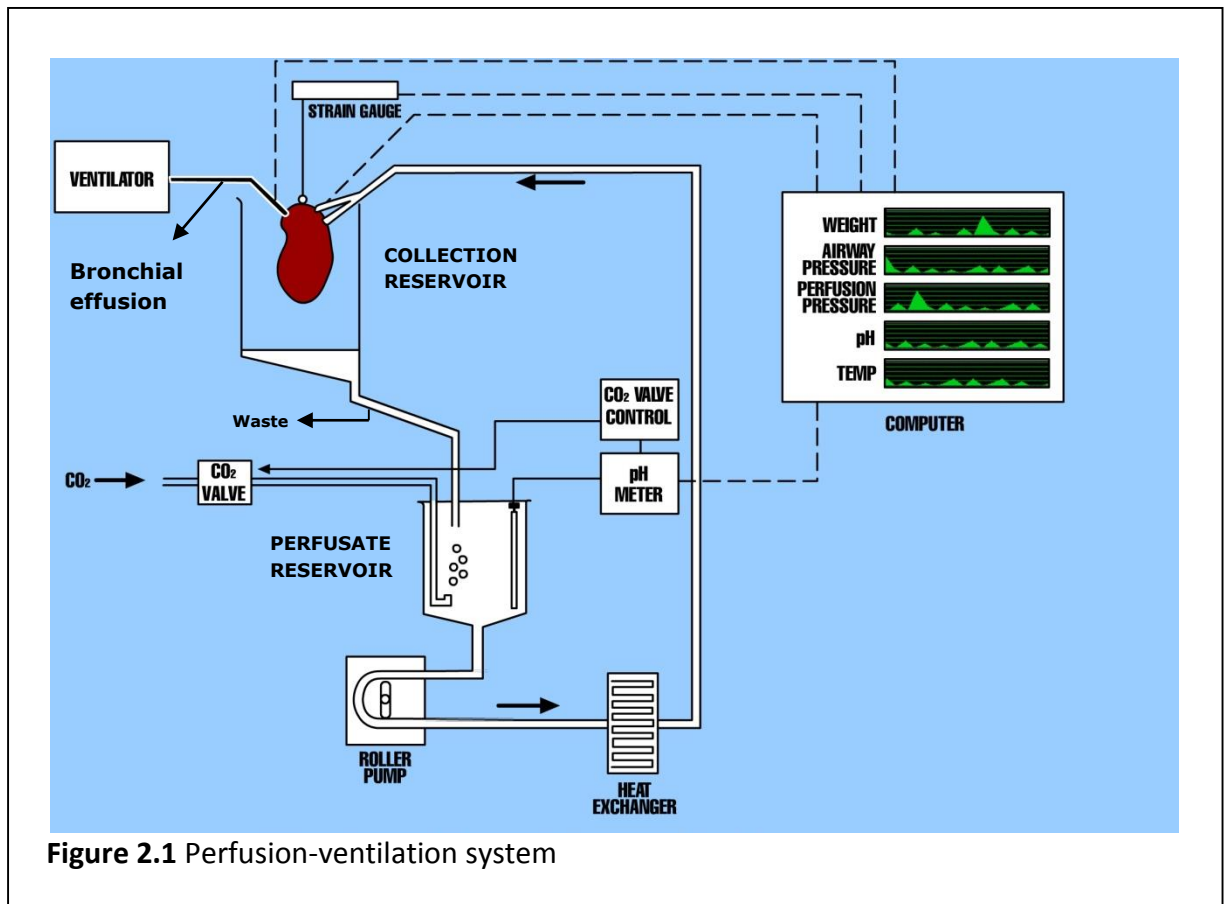 STRAIN GAUGE
VENTILATOR
Bronchial
effusion
COLLECTION
RESERVOIR
WEIGHT
AIRWAY
PRESSURE
PERFUSION
PRESSURE
pH
TEMP
COMPUTER
Waste
CO₂ VALVE
CONTROL
CO₂
CO₂
VALVE
pH
METER
PERFUSATE
RESERVOIR
ROLLER
PUMP
HEAT
EXCHANGER
Figure 2.1 Perfusion-ventilation system